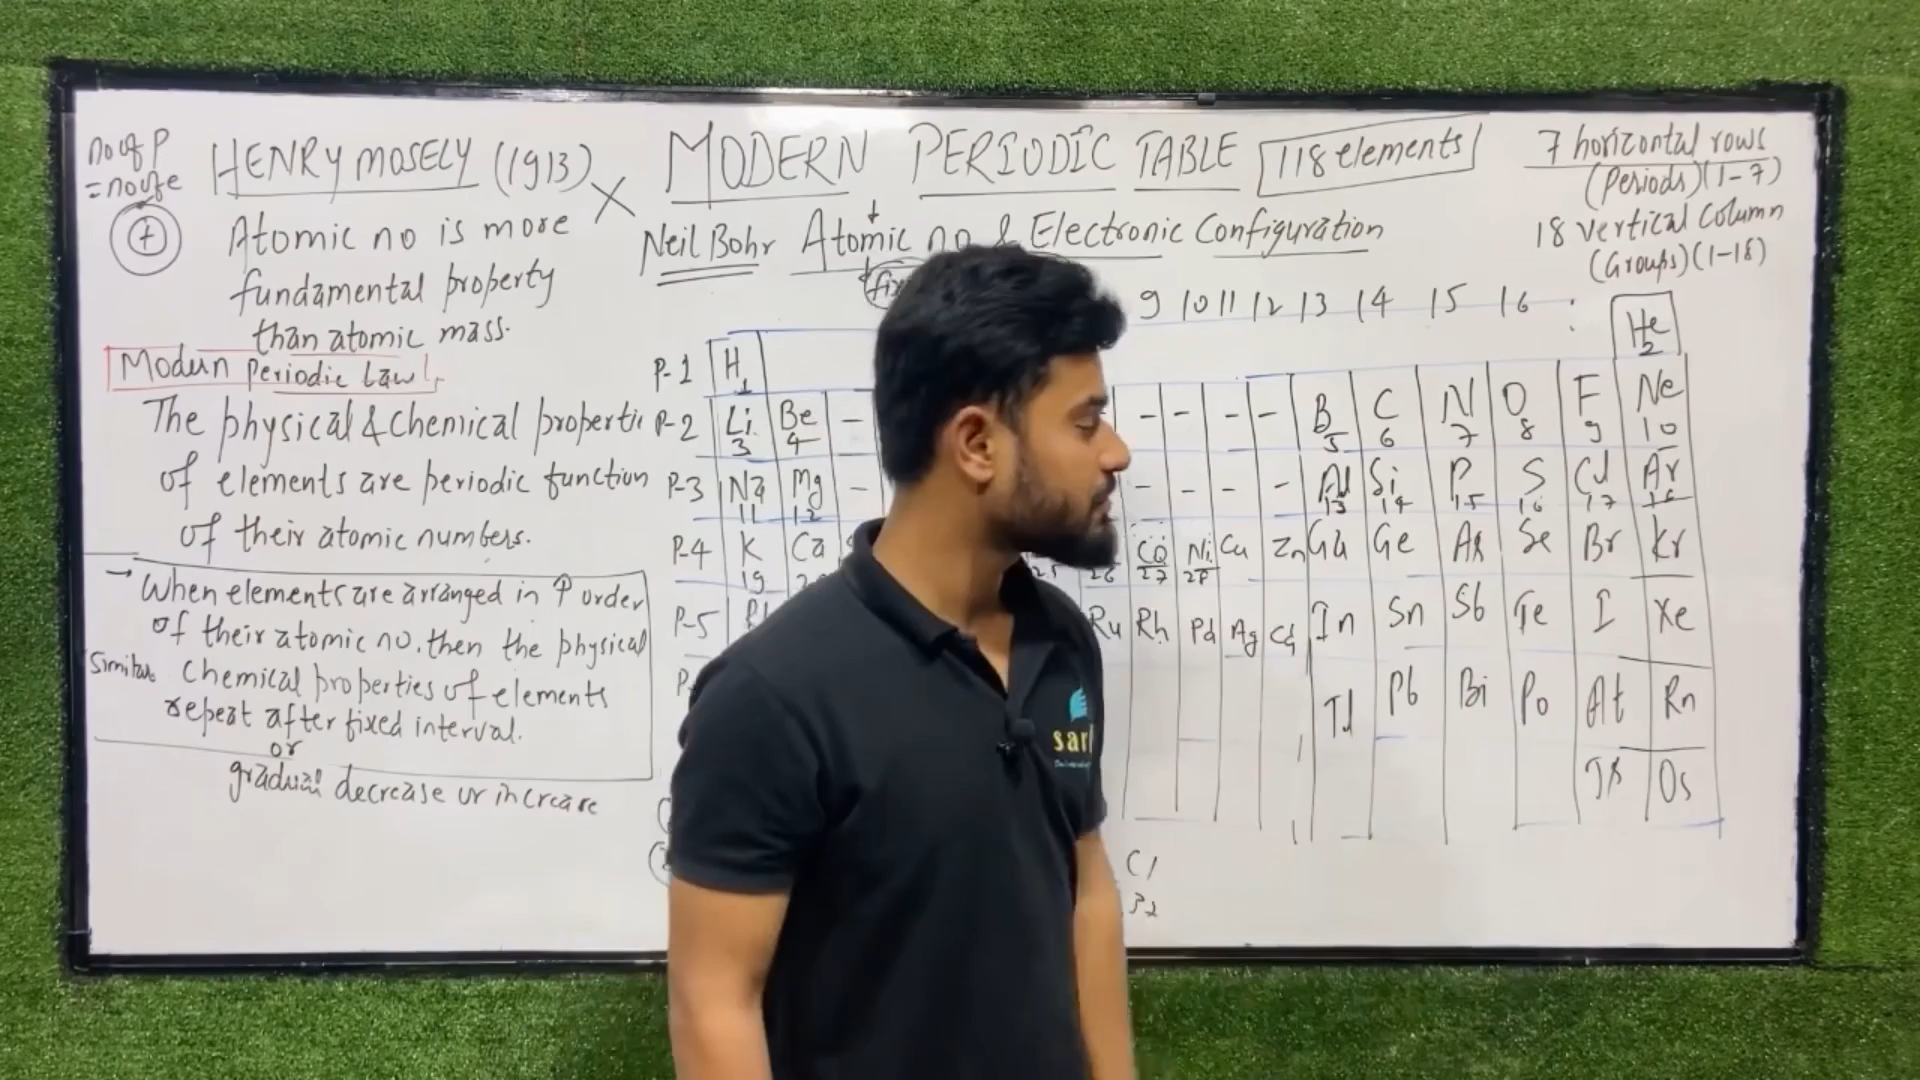 no of p
= no of e
+
HENRY MOSELY (1913)
Atomic no is more
fundamental property
than atomic mass.
Modern Periodic Law
The physical & chemical properti
of elements are periodic function
of their atomic numbers.
→ When elements are arranged in ↑ order
of their atomic no, then the physical
Similar chemical properties of elements
repeat after fixed interval.
or
gradual decrease or increase
MODERN PERIODIC TABLE 118 elements
Neil Bohr Atomic no & Electronic Configuration
7 horizontal rows
(Periods) (1-7)
18 vertical column
(Groups) (1-18)
9 10 11 12 13 14 15 16
He
2
P-1 H
1
P-2 Li Be - - - - - B C N O F Ne
3 4 5 6 7 8 9 10
P-3 Na Mg - - - - - Al Si P S Cl Ar
11 12 13 14 15 16 17 18
P-4 K Ca Co Ni Cu Zn Ga Ge As Se Br Kr
19 25 26 27 28
P-5 Ru Rh Pd Ag Cd In Sn Sb Te I Xe
Tl Pb Bi Po At Rn
Ts Os
sar